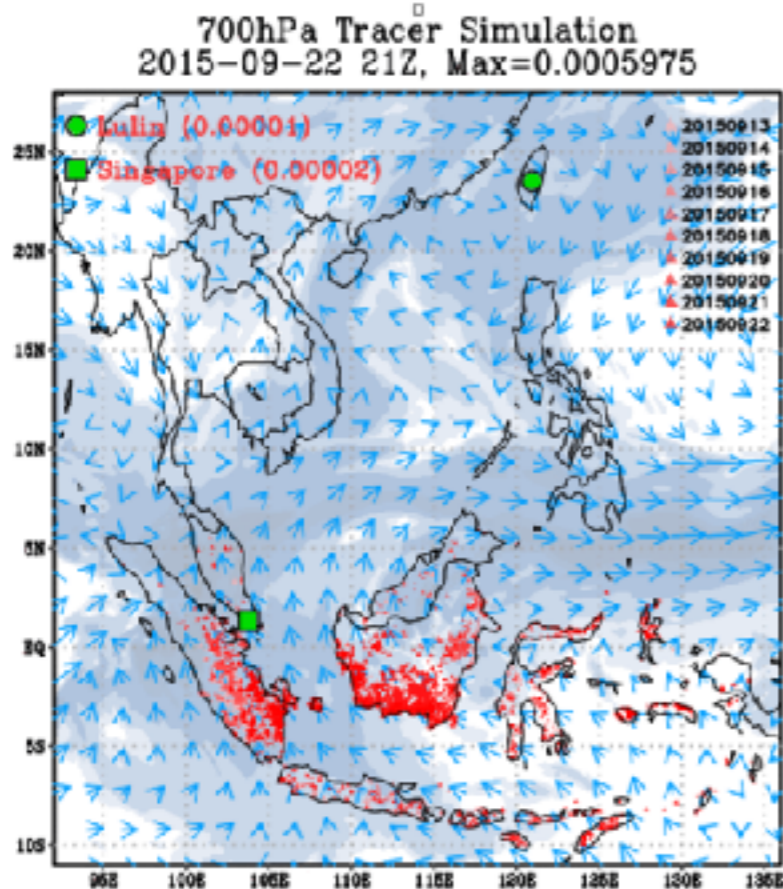 700hPa Tracer Simulation
2015-09-22 21Z, Max=0.0005975
Lulin (0.00001)
Singapore (0.00002)
20150913
20150914
20150915
20150916
20150917
20150918
20150919
20150920
20150921
20150922
25N
20N
15N
10N
5N
EQ
5S
10S
95E 100E 105E 110E 115E 120E 125E 130E 135E